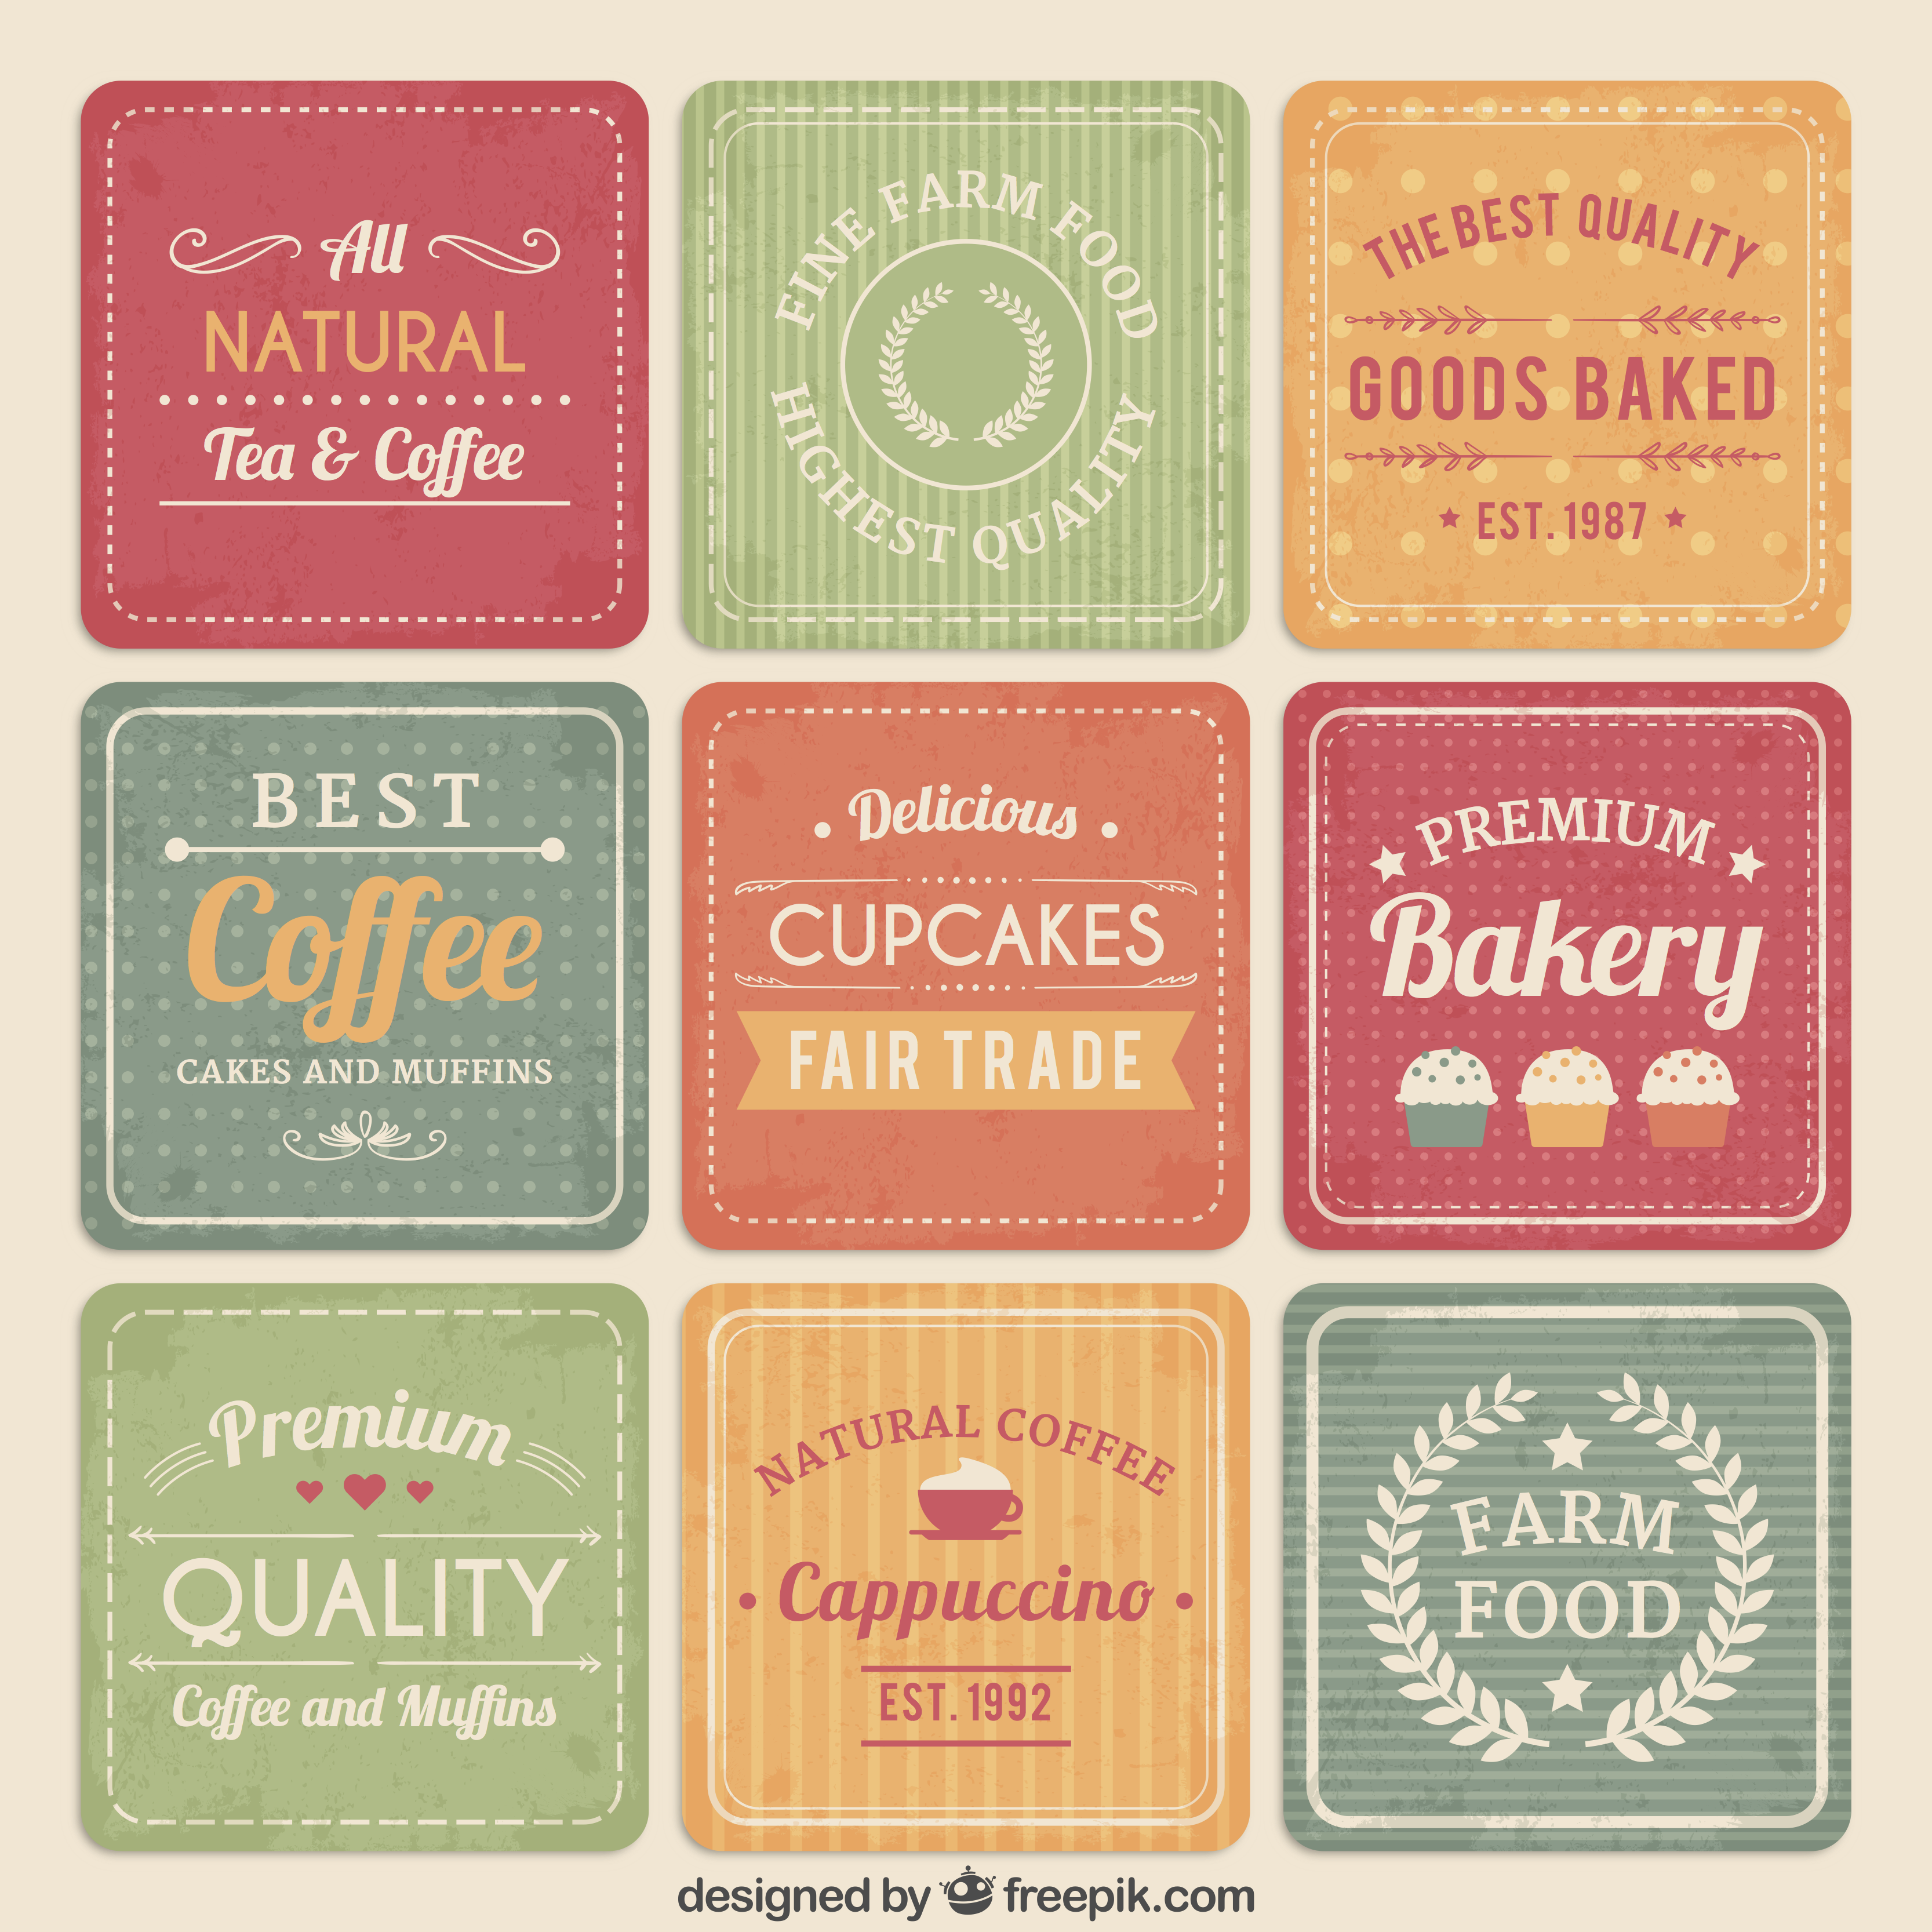 All
NATURAL
Tea & Coffee
FINE FARM FOOD
HIGHEST QUALITY
THE BEST QUALITY
GOODS BAKED
EST. 1987
BEST
Coffee
CAKES AND MUFFINS
Delicious
CUPCAKES
FAIR TRADE
PREMIUM
Bakery
Premium
QUALITY
Coffee and Muffins
NATURAL COFFEE
Cappuccino
EST. 1992
FARM
FOOD
designed by freepik.com